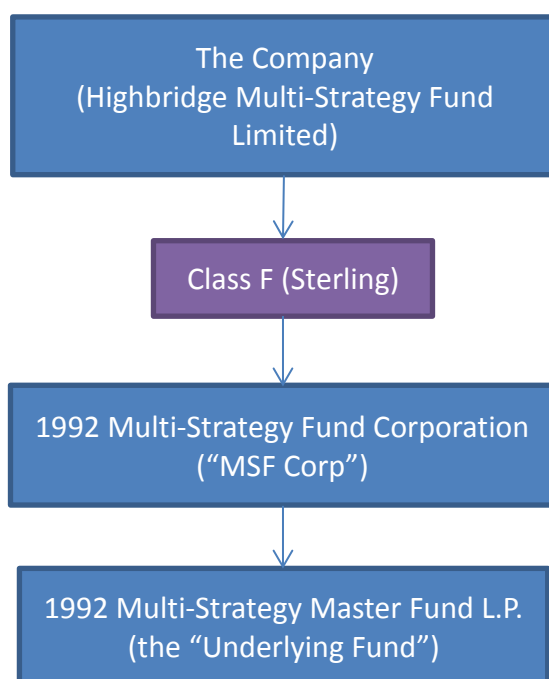 The Company
(Highbridge Multi-Strategy Fund
Limited)
Class F (Sterling)
1992 Multi-Strategy Fund Corporation
(“MSF Corp”)
1992 Multi-Strategy Master Fund L.P.
(the “Underlying Fund”)